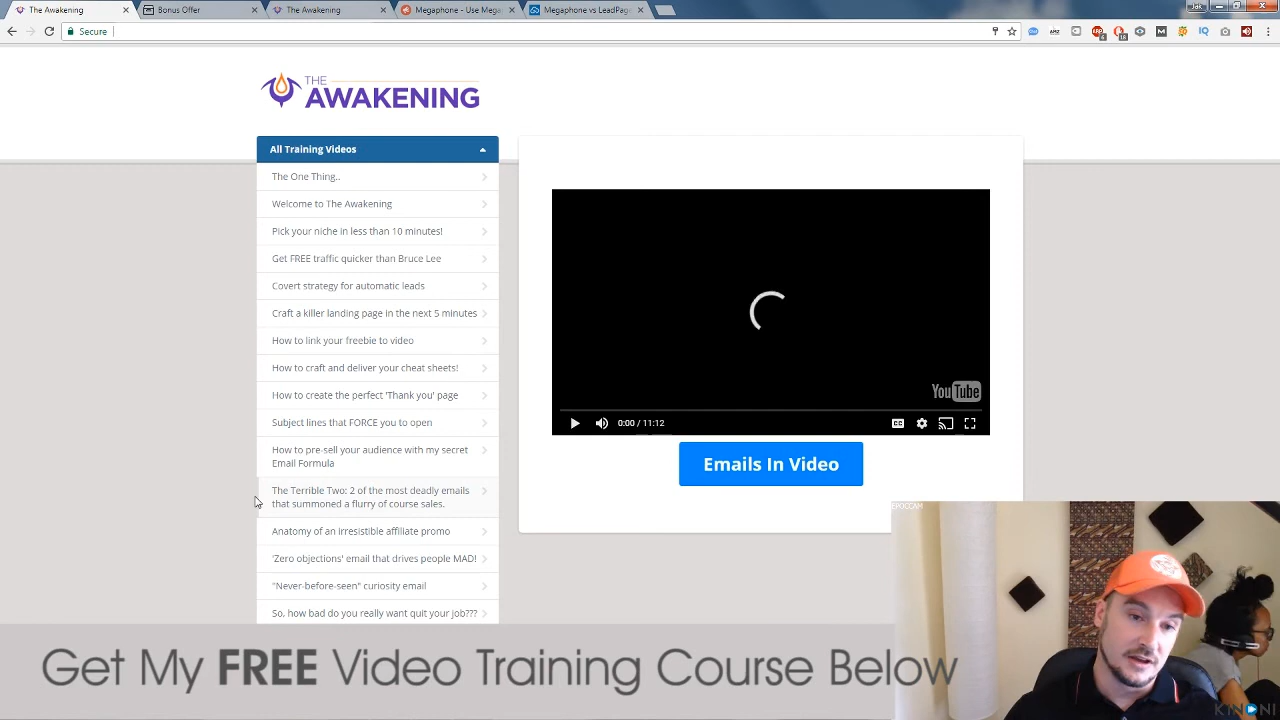 The Awakening
Bonus Offer
The Awakening
Megaphone - Use Mega
Megaphone vs LeadPage
Jak
Secure
THE
AWAKENING
All Training Videos
The One Thing..
Welcome to The Awakening
Pick your niche in less than 10 minutes!
Get FREE traffic quicker than Bruce Lee
Covert strategy for automatic leads
Craft a killer landing page in the next 5 minutes
How to link your freebie to video
How to craft and deliver your cheat sheets!
How to create the perfect 'Thank you' page
Subject lines that FORCE you to open
How to pre-sell your audience with my secret
Email Formula
The Terrible Two: 2 of the most deadly emails
that summoned a flurry of course sales.
Anatomy of an irresistible affiliate promo
'Zero objections' email that drives people MAD!
"Never-before-seen" curiosity email
So, how bad do you really want quit your job???
YouTube
0:00 / 11:12
CC
Emails In Video
Get My FREE Video Training Course Below
KINONI